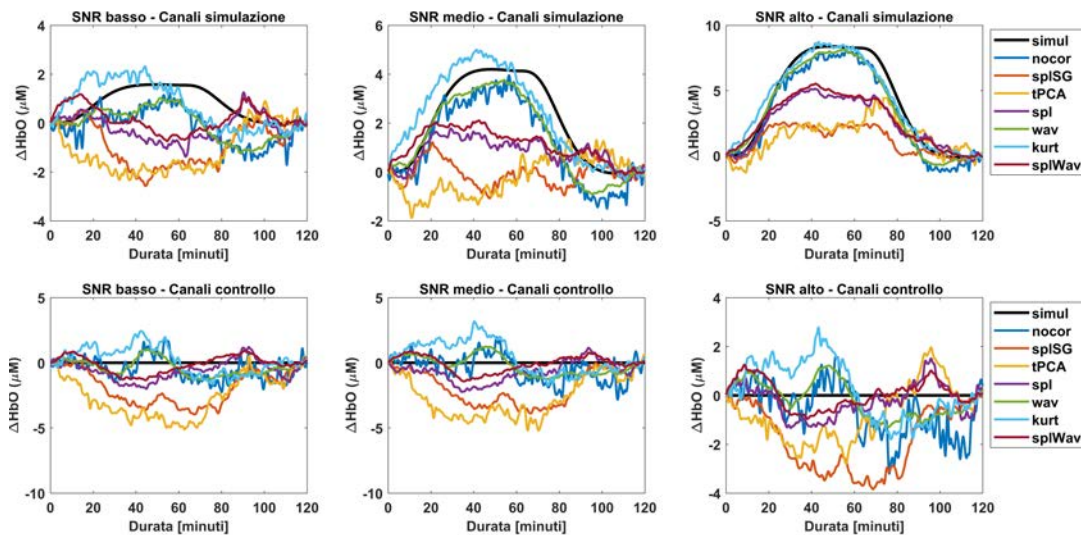 SNR basso - Canali simulazione
4
2
0
-2
-4
ΔHbO (μM)
0 20 40 60 80 100 120
Durata [minuti]
SNR medio - Canali simulazione
6
4
2
0
-2
ΔHbO (μM)
0 20 40 60 80 100 120
Durata [minuti]
SNR alto - Canali simulazione
10
5
0
-5
ΔHbO (μM)
0 20 40 60 80 100 120
Durata [minuti]
simul
nocor
splSG
tPCA
spl
wav
kurt
splWav
SNR basso - Canali controllo
5
0
-5
-10
ΔHbO (μM)
0 20 40 60 80 100 120
Durata [minuti]
SNR medio - Canali controllo
5
0
-5
-10
ΔHbO (μM)
0 20 40 60 80 100 120
Durata [minuti]
SNR alto - Canali controllo
4
2
0
-2
-4
ΔHbO (μM)
0 20 40 60 80 100 120
Durata [minuti]
simul
nocor
splSG
tPCA
spl
wav
kurt
splWav